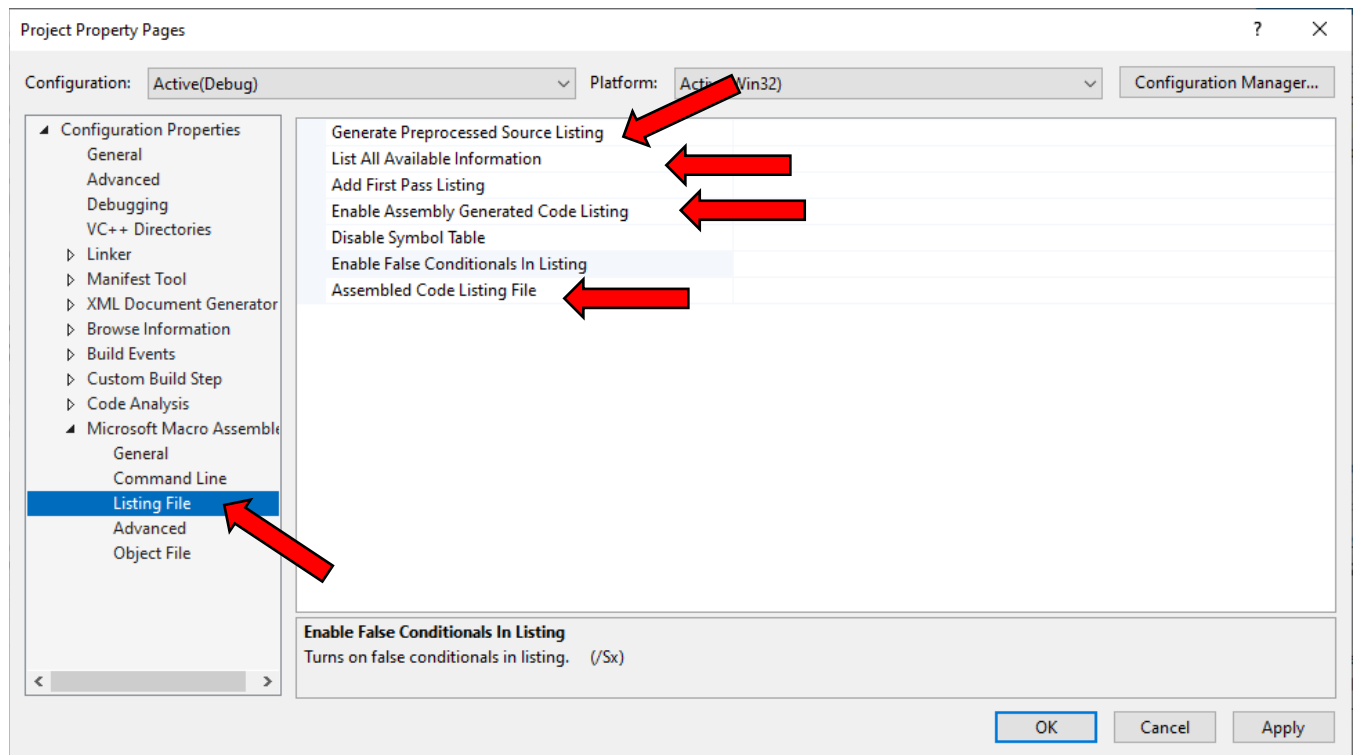 Project Property Pages
?
Configuration: Active(Debug) Platform: Win32) Configuration Manager...
Configuration Properties
General
Advanced
Debugging
VC++ Directories
Linker
Manifest Tool
XML Document Generator
Browse Information
Build Events
Custom Build Step
Code Analysis
Microsoft Macro Assemble
General
Command Line
Listing File
Advanced
Object File
Generate Preprocessed Source Listing
List All Available Information
Add First Pass Listing
Enable Assembly Generated Code Listing
Disable Symbol Table
Enable False Conditionals In Listing
Assembled Code Listing File
Enable False Conditionals In Listing
Turns on false conditionals in listing. (/Sx)
OK Cancel Apply